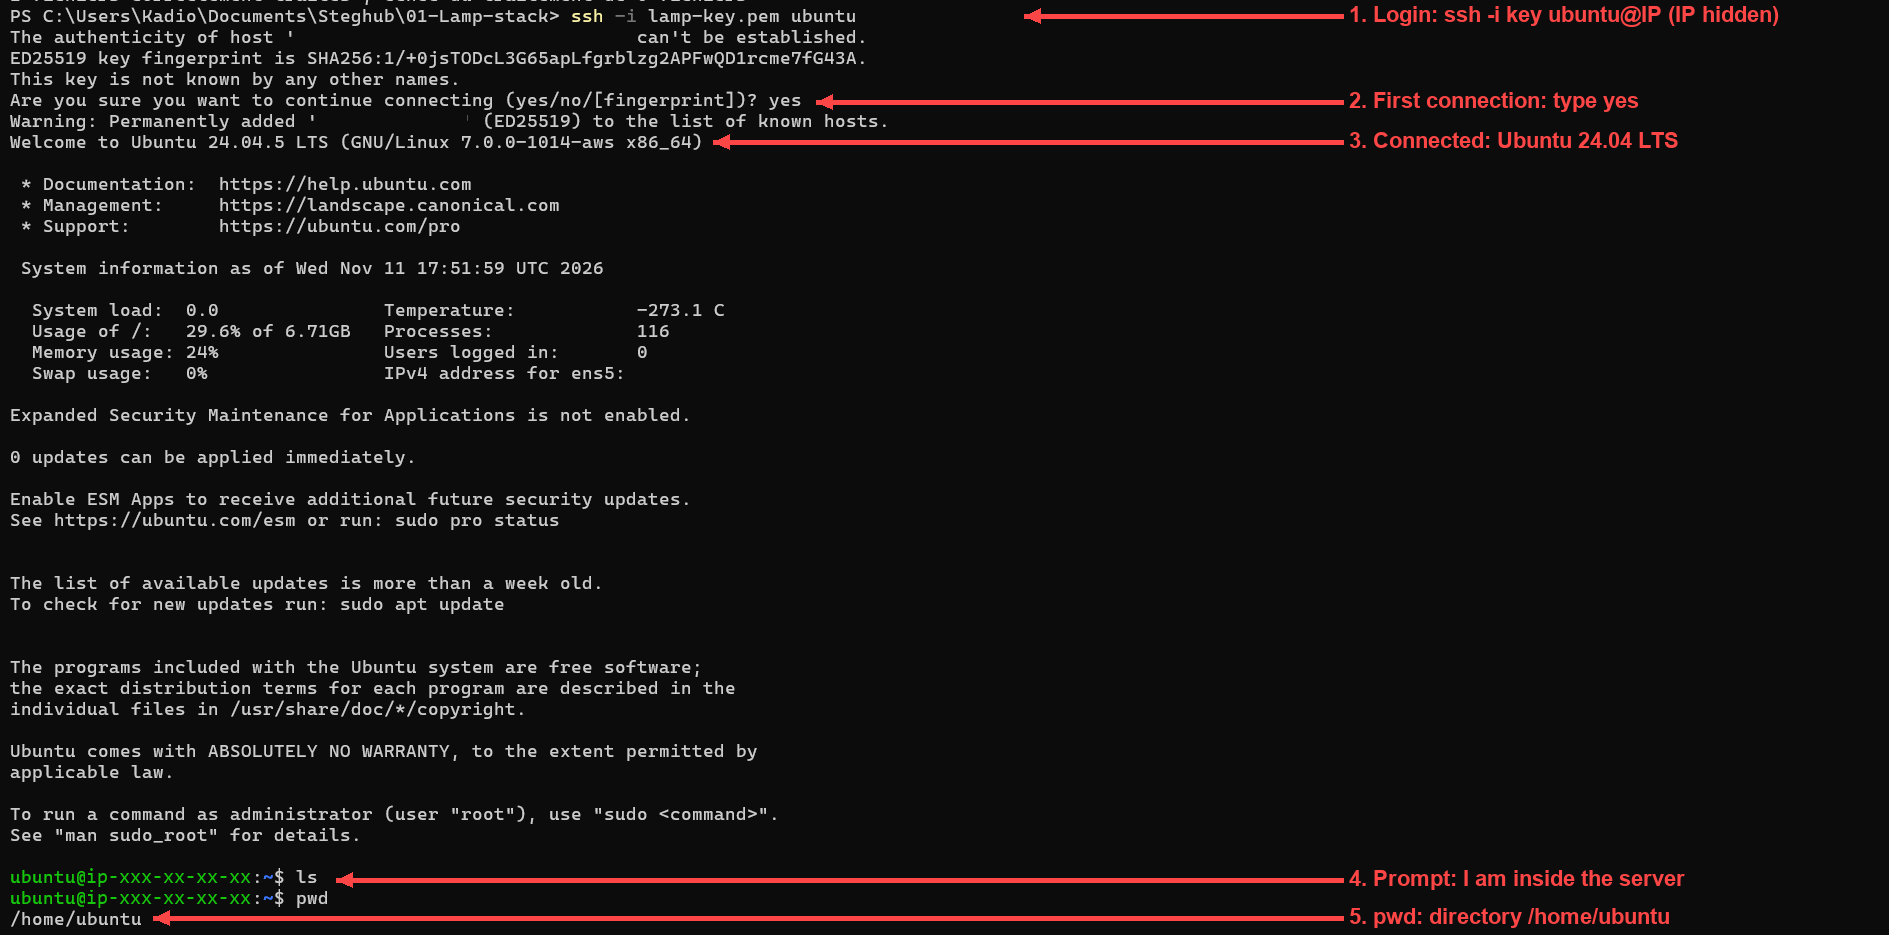 PS C:\Users\Kadio\Documents\Steghub\01-Lamp-stack> ssh -i lamp-key.pem ubuntu
1. Login: ssh -i key ubuntu@IP (IP hidden)
The authenticity of host ' can't be established.
ED25519 key fingerprint is SHA256:1/+0jsTODcL3G65apLfgrblzg2APFwQD1rcme7fG43A.
This key is not known by any other names.
Are you sure you want to continue connecting (yes/no/[fingerprint])? yes
2. First connection: type yes
Warning: Permanently added ' ' (ED25519) to the list of known hosts.
Welcome to Ubuntu 24.04.5 LTS (GNU/Linux 7.0.0-1014-aws x86_64)
3. Connected: Ubuntu 24.04 LTS
* Documentation: https://help.ubuntu.com
* Management: https://landscape.canonical.com
* Support: https://ubuntu.com/pro
System information as of Wed Nov 11 17:51:59 UTC 2026
System load: 0.0 Temperature: -273.1 C
Usage of /: 29.6% of 6.71GB Processes: 116
Memory usage: 24% Users logged in: 0
Swap usage: 0% IPv4 address for ens5:
Expanded Security Maintenance for Applications is not enabled.
0 updates can be applied immediately.
Enable ESM Apps to receive additional future security updates.
See https://ubuntu.com/esm or run: sudo pro status
The list of available updates is more than a week old.
To check for new updates run: sudo apt update
The programs included with the Ubuntu system are free software;
the exact distribution terms for each program are described in the
individual files in /usr/share/doc/*/copyright.
Ubuntu comes with ABSOLUTELY NO WARRANTY, to the extent permitted by
applicable law.
To run a command as administrator (user "root"), use "sudo <command>".
See "man sudo_root" for details.
ubuntu@ip-xxx-xx-xx-xx:~$ ls
4. Prompt: I am inside the server
ubuntu@ip-xxx-xx-xx-xx:~$ pwd
/home/ubuntu
5. pwd: directory /home/ubuntu